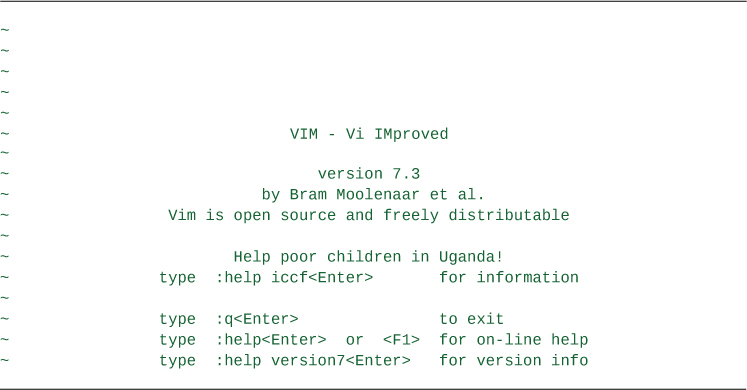 ~
~
~
~
~
~ VIM - Vi IMproved
~
~ version 7.3
~ by Bram Moolenaar et al.
~ Vim is open source and freely distributable
~
~ Help poor children in Uganda!
~ type :help iccf<Enter> for information
~
~ type :q<Enter> to exit
~ type :help<Enter> or <F1> for on-line help
~ type :help version7<Enter> for version info